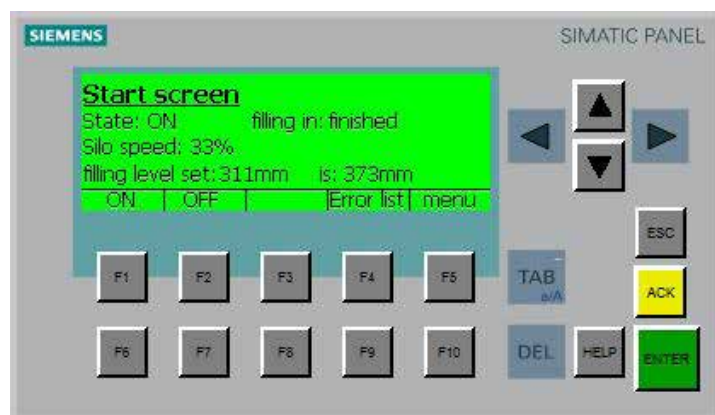 SIEMENS SIMATIC PANEL
Start screen
State: ON filling in: finished
Silo speed: 33%
filling level set: 311mm is: 373mm
ON OFF Error list menu
ESC
F1 F2 F3 F4 F5 TAB a/A ACK
F6 F7 F8 F9 F10 DEL HELP ENTER